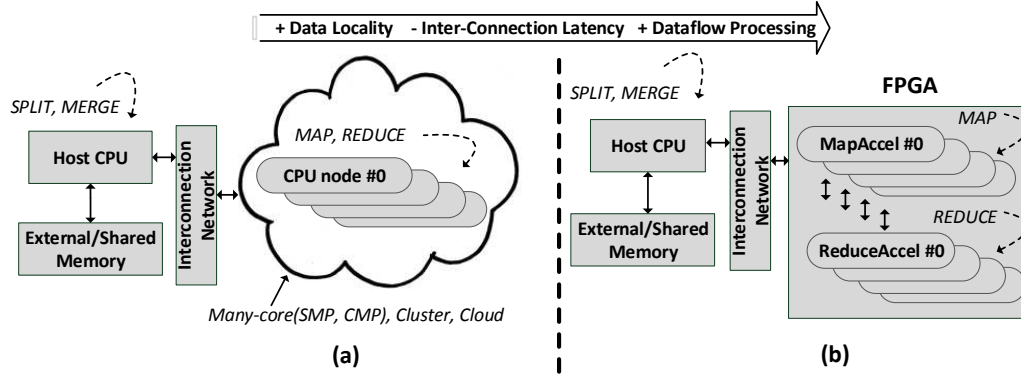 + Data Locality - Inter-Connection Latency + Dataflow Processing
SPLIT, MERGE
Host CPU
External/Shared
Memory
Interconnection
Network
MAP, REDUCE
CPU node #0
Many-core(SMP, CMP), Cluster, Cloud
(a)
SPLIT, MERGE
Host CPU
External/Shared
Memory
Interconnection
Network
FPGA
MAP
MapAccel #0
REDUCE
ReduceAccel #0
(b)